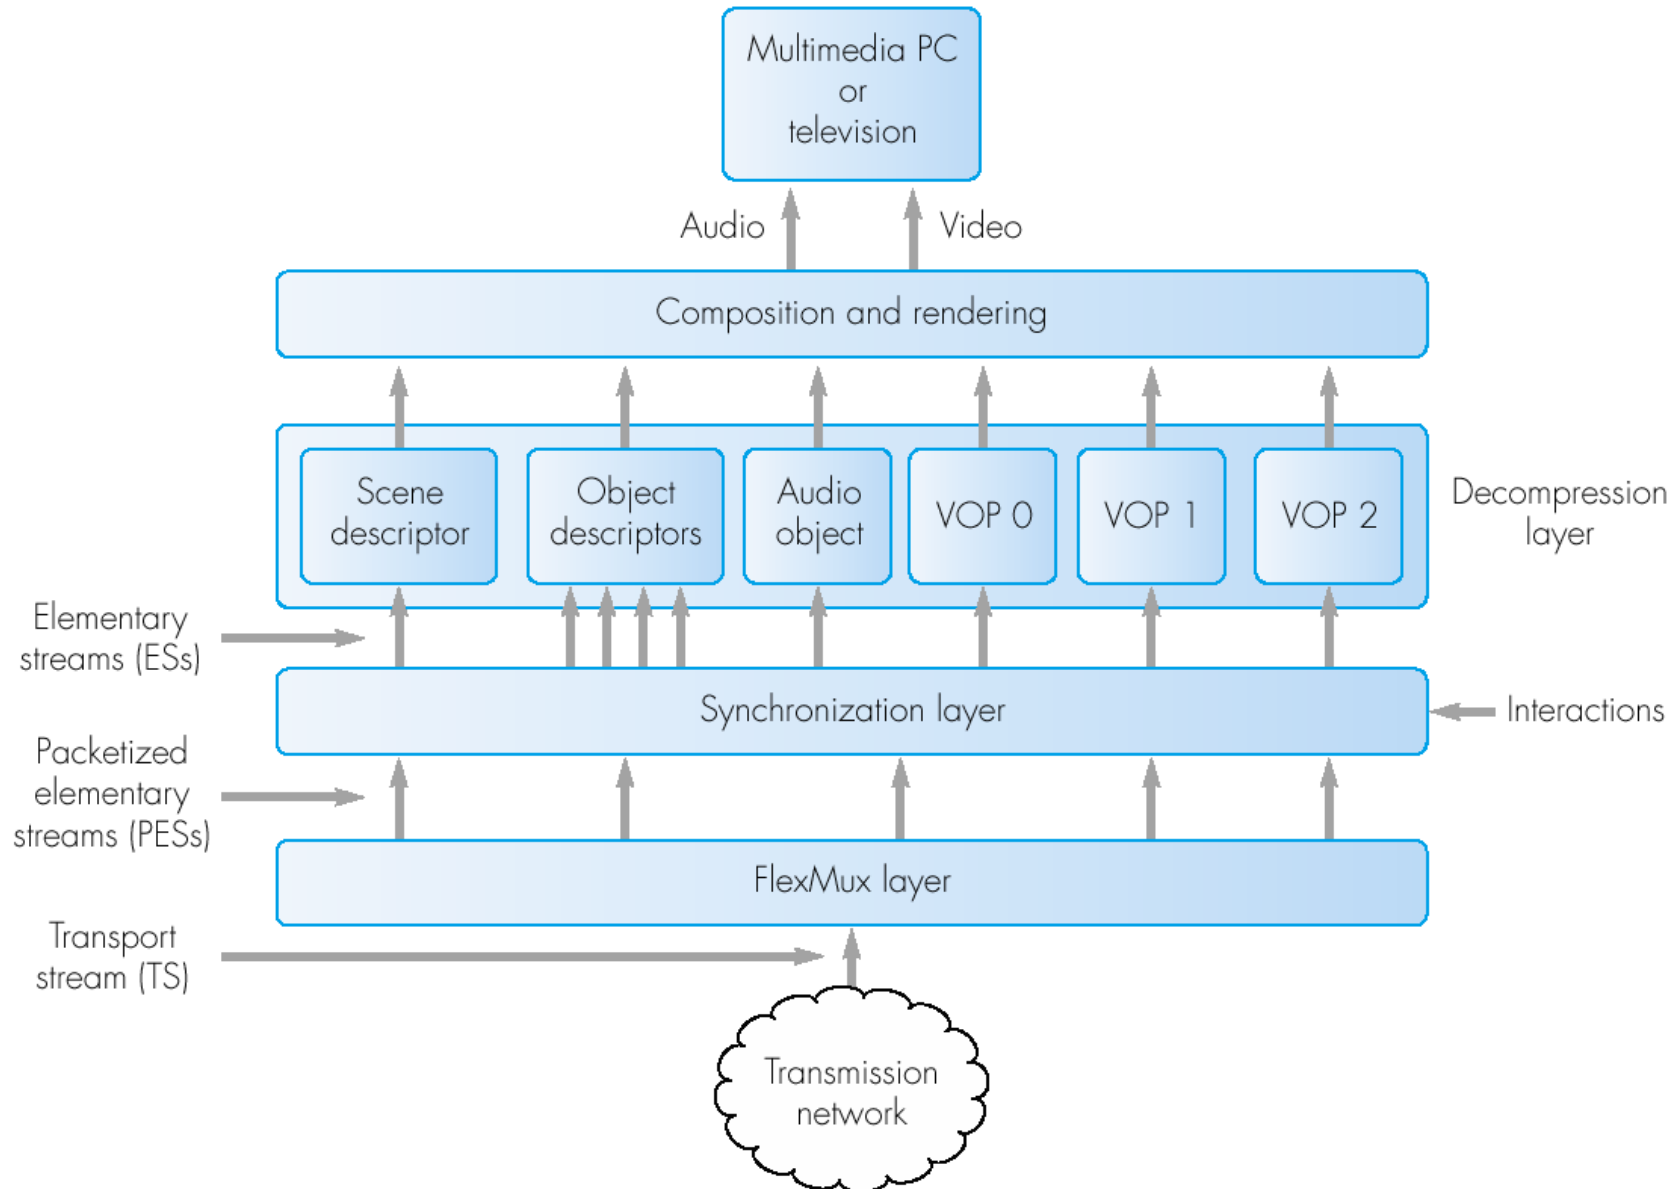 Multimedia PC
or
television
Audio
Video
Composition and rendering
Scene
descriptor
Object
descriptors
Audio
object
VOP 0
VOP 1
VOP 2
Decompression
layer
Elementary
streams (ESs)
Synchronization layer
Interactions
Packetized
elementary
streams (PESs)
FlexMux layer
Transport
stream (TS)
Transmission
network